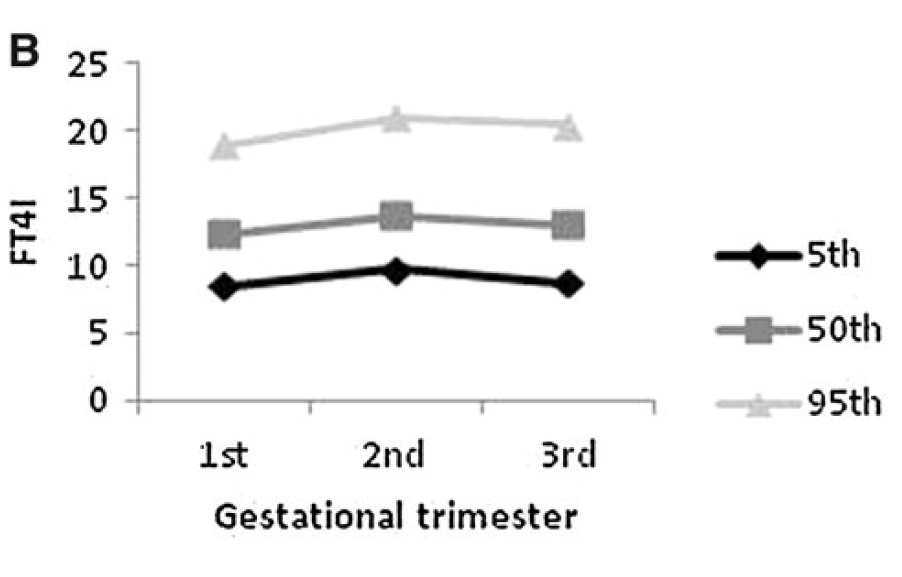 B
25
20
15
10
5
0
FT4I
1st 2nd 3rd
Gestational trimester
5th
50th
95th